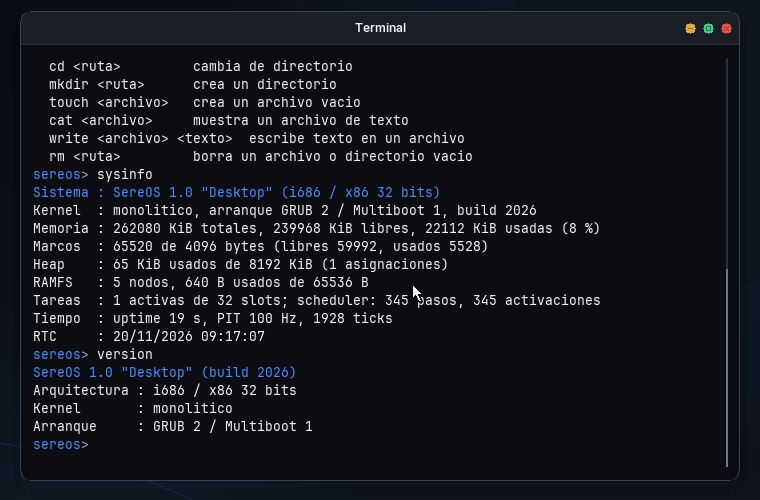 Terminal
cd <ruta>         cambia de directorio
mkdir <ruta>      crea un directorio
touch <archivo>   crea un archivo vacio
cat <archivo>     muestra un archivo de texto
write <archivo> <texto>  escribe texto en un archivo
rm <ruta>         borra un archivo o directorio vacio
sereos> sysinfo
Sistema : SereOS 1.0 "Desktop" (i686 / x86 32 bits)
Kernel  : monolitico, arranque GRUB 2 / Multiboot 1, build 2026
Memoria : 262080 KiB totales, 239968 KiB libres, 22112 KiB usadas (8 %)
Marcos  : 65520 de 4096 bytes (libres 59992, usados 5528)
Heap    : 65 KiB usados de 8192 KiB (1 asignaciones)
RAMFS   : 5 nodos, 640 B usados de 65536 B
Tareas  : 1 activas de 32 slots; scheduler: 345 pasos, 345 activaciones
Tiempo  : uptime 19 s, PIT 100 Hz, 1928 ticks
RTC     : 20/11/2026 09:17:07
sereos> version
SereOS 1.0 "Desktop" (build 2026)
Arquitectura : i686 / x86 32 bits
Kernel       : monolitico
Arranque     : GRUB 2 / Multiboot 1
sereos>